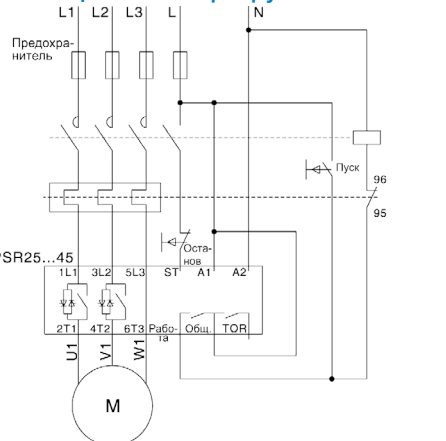 L1 L2 L3 L N
Предохра-
нитель
Пуск
96
95
Оста-
нов
PSR25...45
1L1 3L2 5L3 ST A1 A2
2T1 4T2 6T3 Рабо-
та Общ. TOR
U1 V1 W1
M